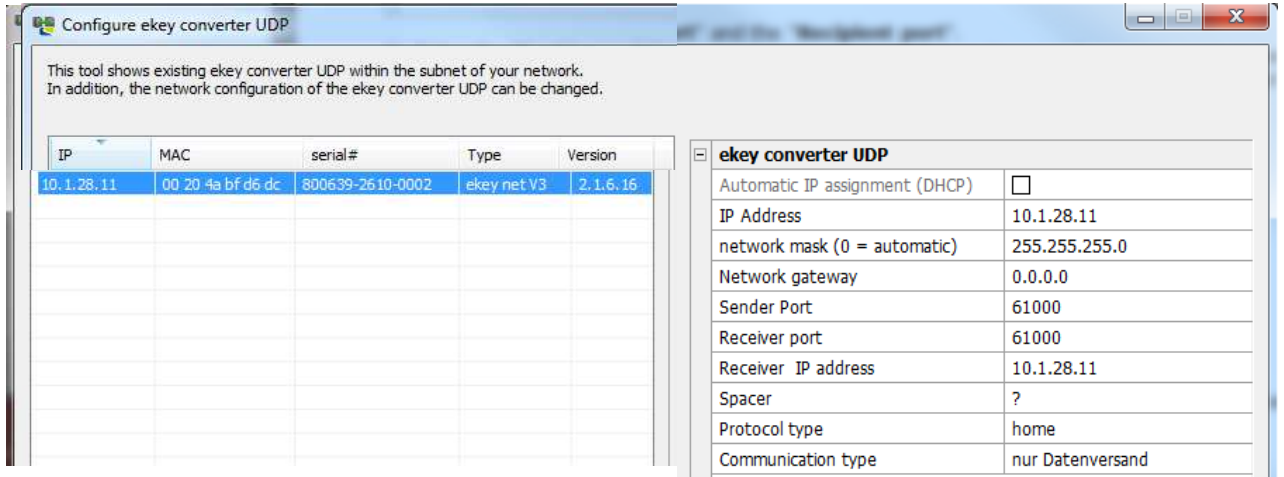 Configure ekey converter UDP
and the "Recipient port".
This tool shows existing ekey converter UDP within the subnet of your network.
In addition, the network configuration of the ekey converter UDP can be changed.
IP MAC serial# Type Version
10.1.28.11 00 20 4a bf d6 dc 800639-2610-0002 ekey net V3 2.1.6.16
ekey converter UDP
Automatic IP assignment (DHCP)
IP Address 10.1.28.11
network mask (0 = automatic) 255.255.255.0
Network gateway 0.0.0.0
Sender Port 61000
Receiver port 61000
Receiver IP address 10.1.28.11
Spacer ?
Protocol type home
Communication type nur Datenversand